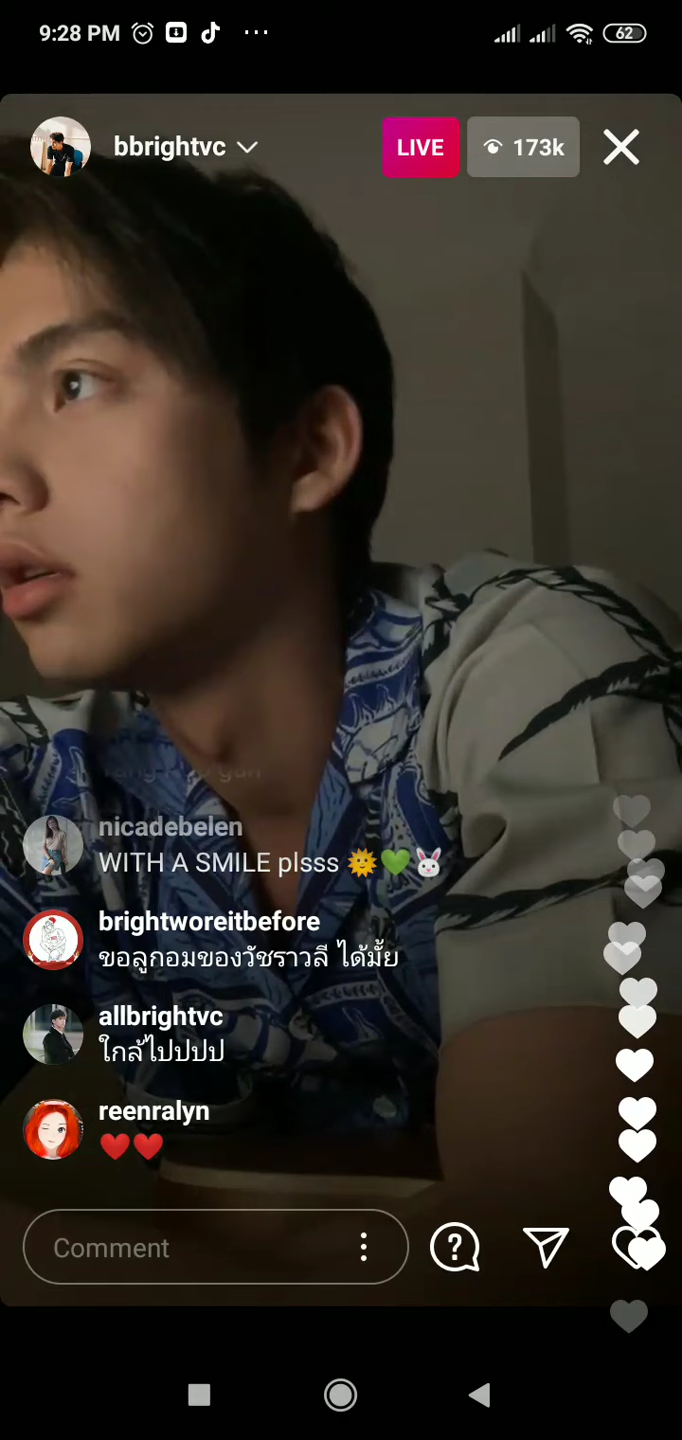 9:28 PM
62
bbrightvc
LIVE
173k
nicadebelen
WITH A SMILE plsss 🌞💚🐰
brightworeitbefore
ขอลูกอมของวัชราวลี ได้มั้ย
allbrightvc
ใกล้ไปปปปป
reenralyn
❤️❤️
Comment